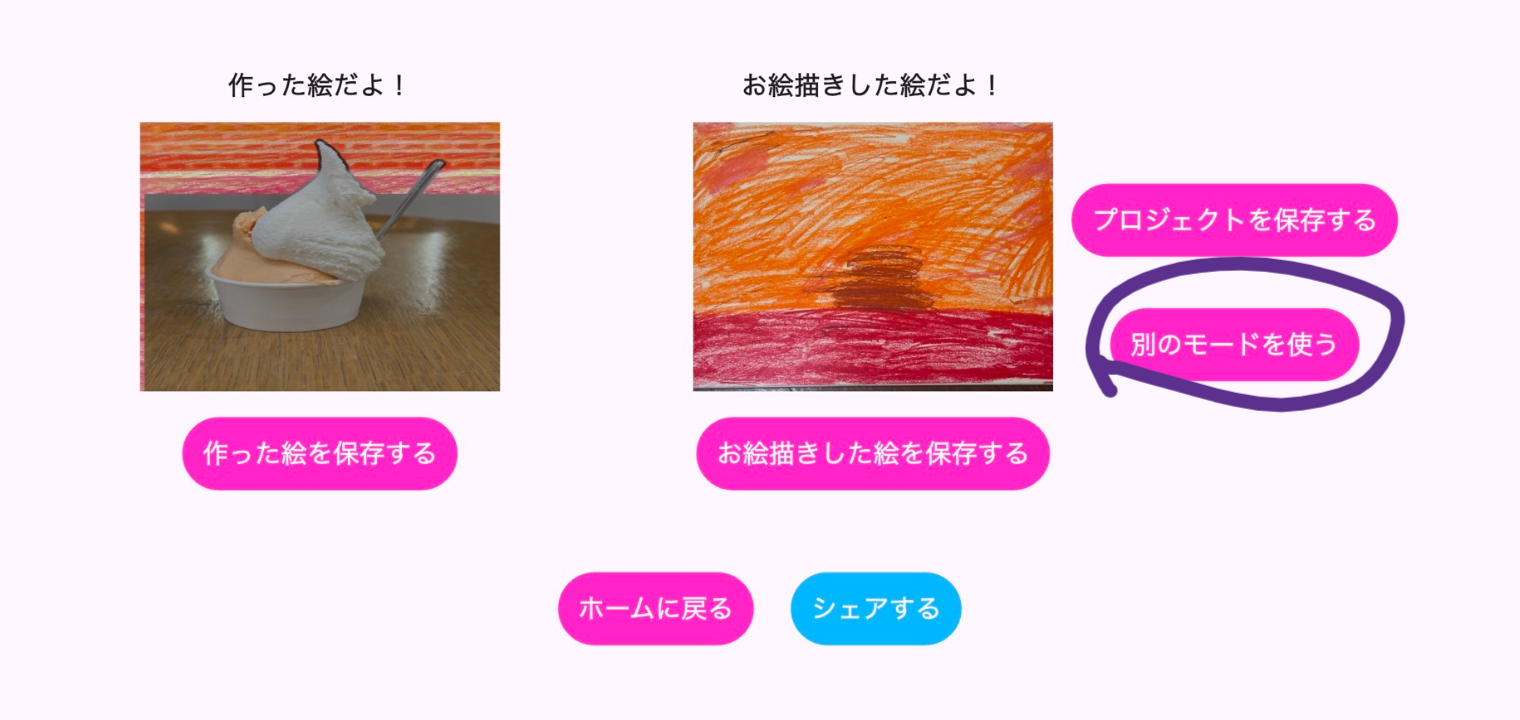 作った絵だよ！
お絵描きした絵だよ！
プロジェクトを保存する
別のモードを使う
作った絵を保存する
お絵描きした絵を保存する
ホームに戻る
シェアする